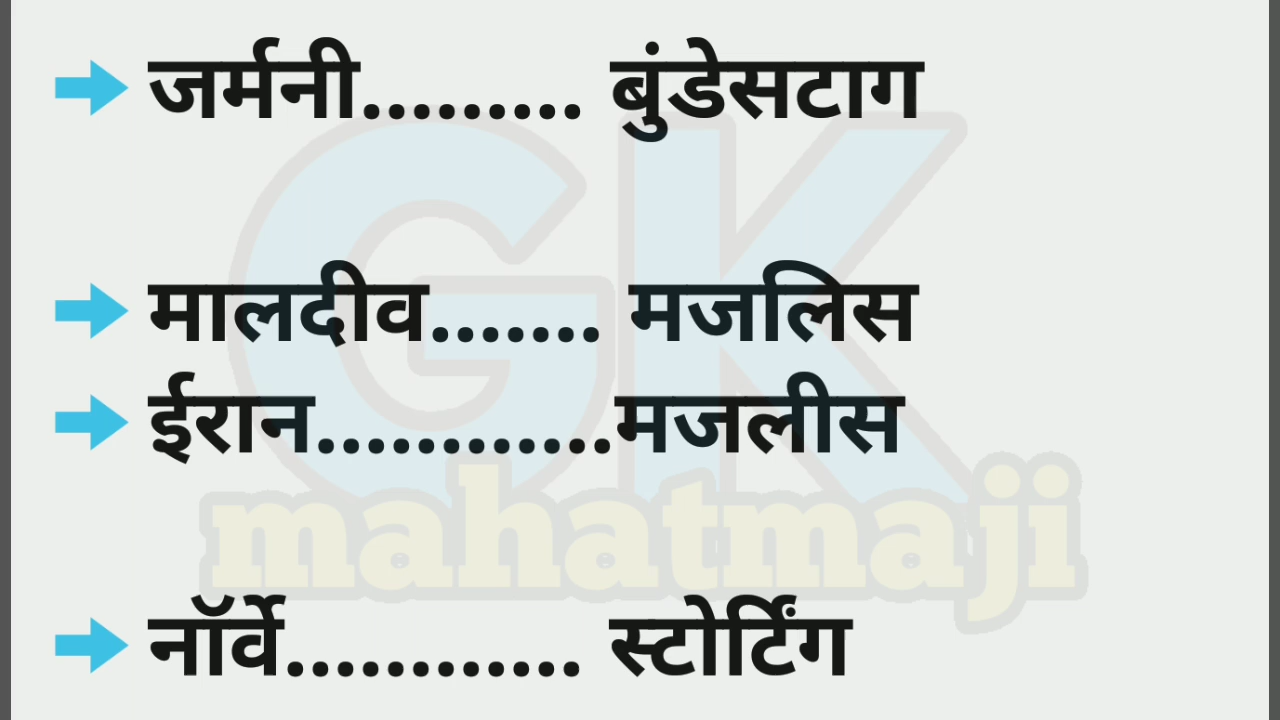 जर्मनी......... बुंडेसटाग
मालदीव....... मजलिस
ईरान............मजलीस
नॉर्वे............ स्टोर्टिंग
GK
mahatmaji